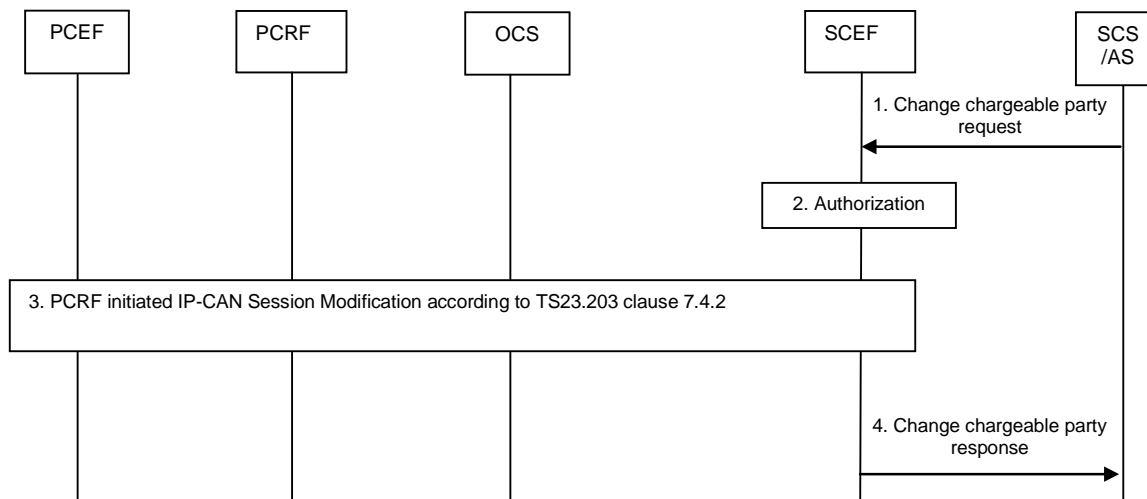 PCEF
PCRF
OCS
SCEF
SCS
/AS
1. Change chargeable party
request
2. Authorization
3. PCRF initiated IP-CAN Session Modification according to TS23.203 clause 7.4.2
4. Change chargeable party
response